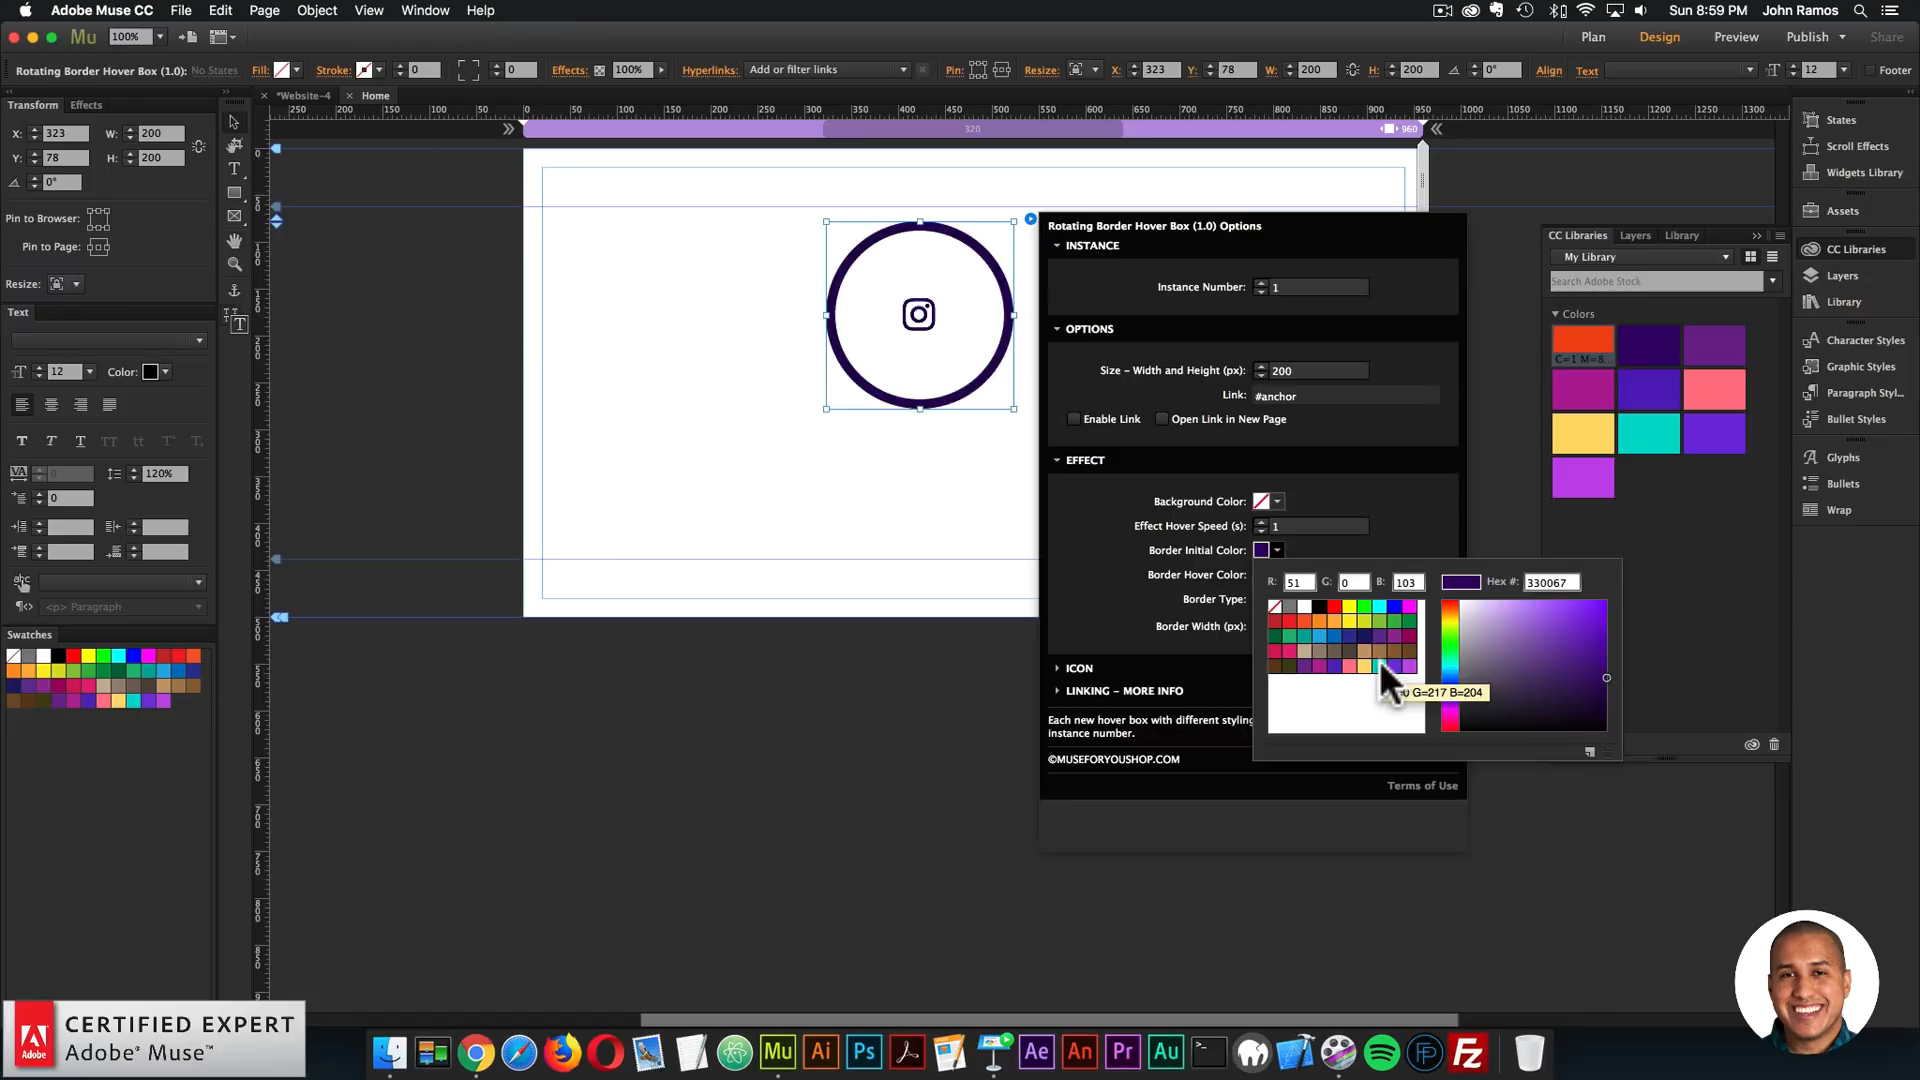 Adobe Muse CC File Edit Page Object View Window Help Sun 8:59 PM John Ramos
Mu 100% Plan Design Preview Publish Share
Rotating Border Hover Box (1.0): No States Fill: Stroke: 0 0 Effects: 100% Hyperlinks: Add or filter links Pin: Resize: X: 323 Y: 78 W: 200 H: 200 0° Align Text 12 Footer
Transform Effects
*Website-4 Home
250 200 150 100 50 0 50 100 150 200 250 300 350 400 450 500 550 600 650 700 750 800 850 900 950 1000 1050 1100 1150 1200 1250 1300
320 960
X: 323 W: 200
Y: 78 H: 200
0°
Pin to Browser:
Pin to Page:
Resize:
Text
12 Color:
120%
0
<p> Paragraph
Swatches
Rotating Border Hover Box (1.0) Options
INSTANCE
Instance Number: 1
OPTIONS
Size - Width and Height (px): 200
Link: #anchor
Enable Link Open Link in New Page
EFFECT
Background Color:
Effect Hover Speed (s): 1
Border Initial Color:
Border Hover Color:
Border Type:
Border Width (px):
ICON
LINKING - MORE INFO
Each new hover box with different styling
instance number.
©MUSEFORYOUSHOP.COM
Terms of Use
R: 51 G: 0 B: 103 Hex #: 330067
G=217 B=204
CC Libraries Layers Library
My Library
Search Adobe Stock
Colors
C=1 M=8...
States
Scroll Effects
Widgets Library
Assets
CC Libraries
Layers
Library
Character Styles
Graphic Styles
Paragraph Styl...
Bullet Styles
Glyphs
Bullets
Wrap
Adobe
CERTIFIED EXPERT
Adobe® Muse™
Mu Ai Ps Ae An Pr Au Fz